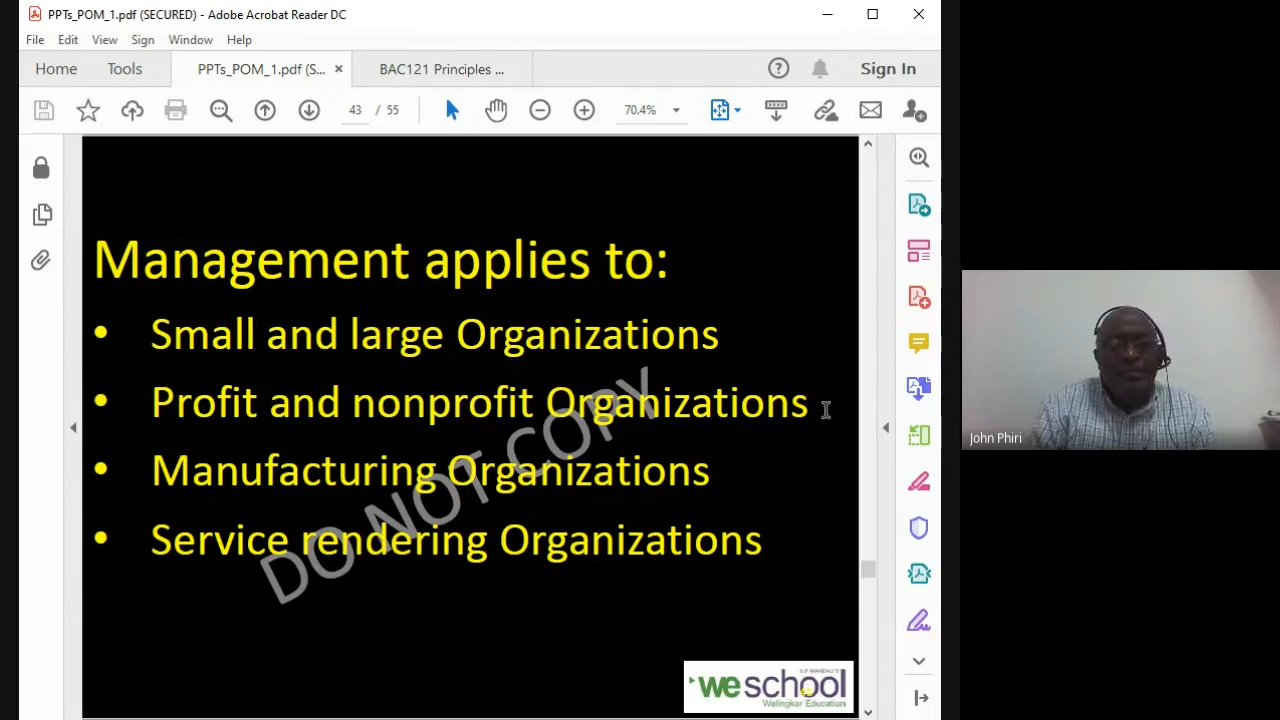 PPTs_POM_1.pdf (SECURED) - Adobe Acrobat Reader DC
File Edit View Sign Window Help
Home Tools PPTs_POM_1.pdf (S... × BAC121 Principles ... Sign In
43 / 55 70.4%
Management applies to:
• Small and large Organizations
• Profit and nonprofit Organizations
• Manufacturing Organizations
• Service rendering Organizations
DO NOT COPY
we school
Welingkar Education
John Phiri